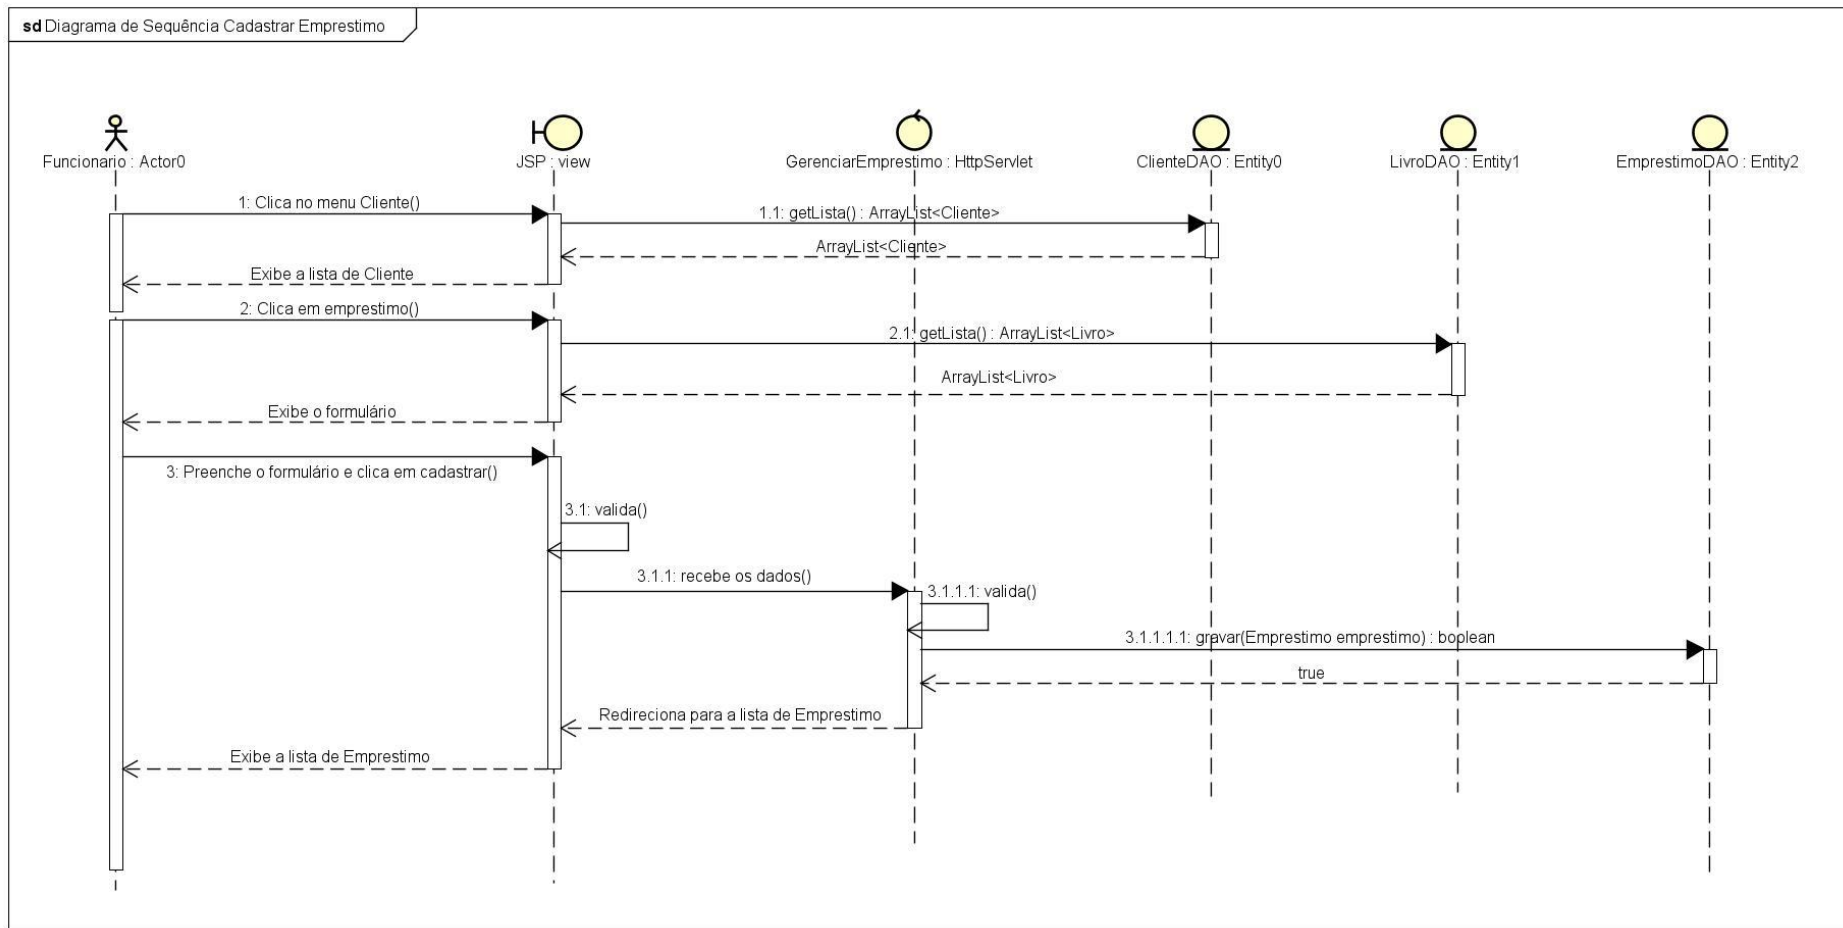 sd Diagrama de Sequência Cadastrar Emprestimo
Funcionario : Actor0
JSP : view
GerenciarEmprestimo : HttpServlet
ClienteDAO : Entity0
LivroDAO : Entity1
EmprestimoDAO : Entity2
1: Clica no menu Cliente()
1.1: getLista() : ArrayList<Cliente>
ArrayList<Cliente>
Exibe a lista de Cliente
2: Clica em emprestimo()
2.1: getLista() : ArrayList<Livro>
ArrayList<Livro>
Exibe o formulário
3: Preenche o formulário e clica em cadastrar()
3.1: valida()
3.1.1: recebe os dados()
3.1.1.1: valida()
3.1.1.1.1: gravar(Emprestimo emprestimo) : boolean
true
Redireciona para a lista de Emprestimo
Exibe a lista de Emprestimo